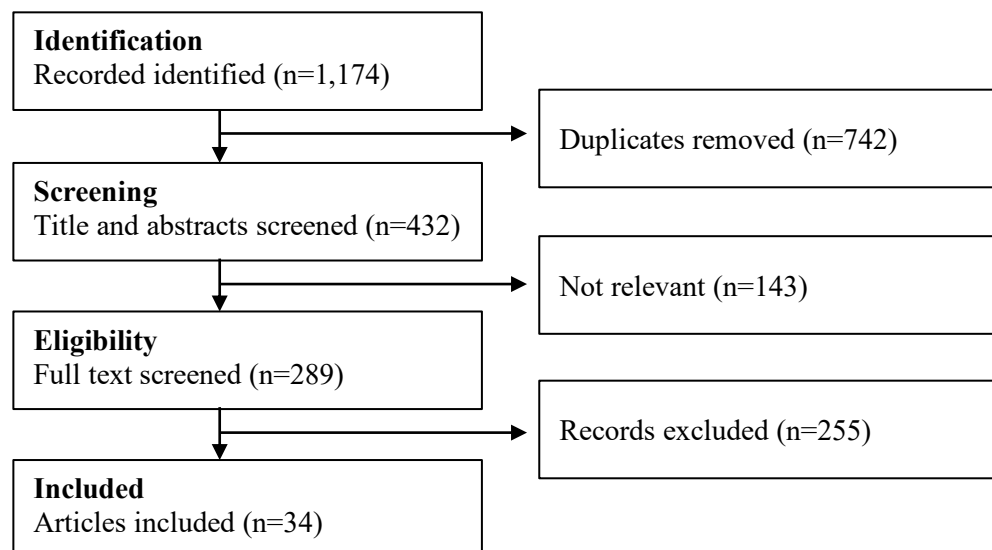 Identification
Recorded identified (n=1,174)
Duplicates removed (n=742)
Screening
Title and abstracts screened (n=432)
Not relevant (n=143)
Eligibility
Full text screened (n=289)
Records excluded (n=255)
Included
Articles included (n=34)